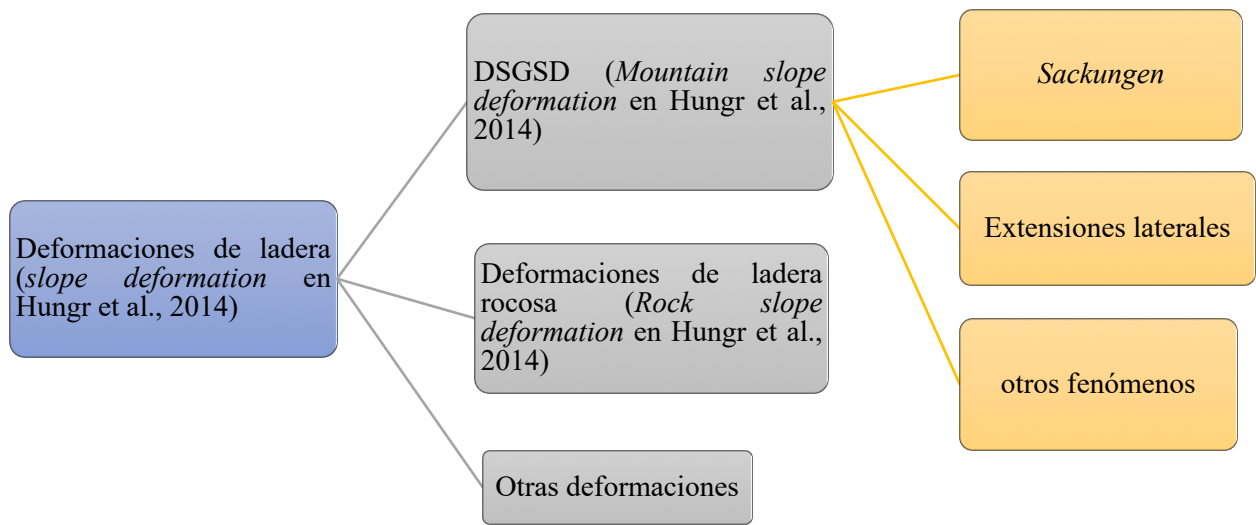 Deformaciones de ladera
(slope deformation en
Hungr et al., 2014)
DSGSD (Mountain slope
deformation en Hungr et al.,
2014)
Deformaciones de ladera
rocosa (Rock slope
deformation en Hungr et al.,
2014)
Otras deformaciones
Sackungen
Extensiones laterales
otros fenómenos